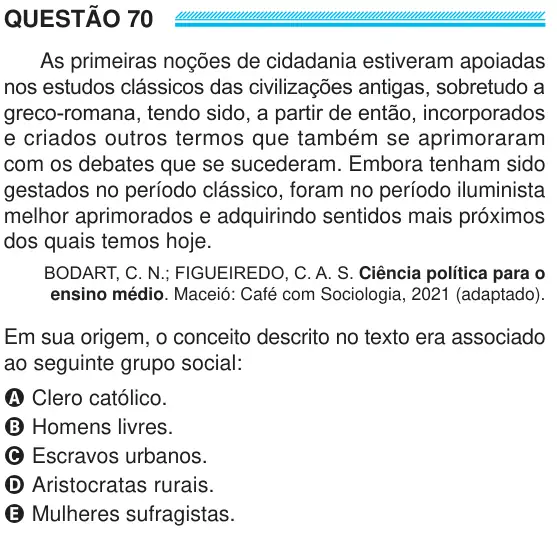 QUESTÃO 70
As primeiras noções de cidadania estiveram apoiadas
nos estudos clássicos das civilizações antigas, sobretudo a
greco-romana, tendo sido, a partir de então, incorporados
e criados outros termos que também se aprimoraram
com os debates que se sucederam. Embora tenham sido
gestados no período clássico, foram no período iluminista
melhor aprimorados e adquirindo sentidos mais próximos
dos quais temos hoje.
BODART, C. N.; FIGUEIREDO, C. A. S. Ciência política para o
ensino médio. Maceió: Café com Sociologia, 2021 (adaptado).
Em sua origem, o conceito descrito no texto era associado
ao seguinte grupo social:
A Clero católico.
B Homens livres.
C Escravos urbanos.
D Aristocratas rurais.
E Mulheres sufragistas.